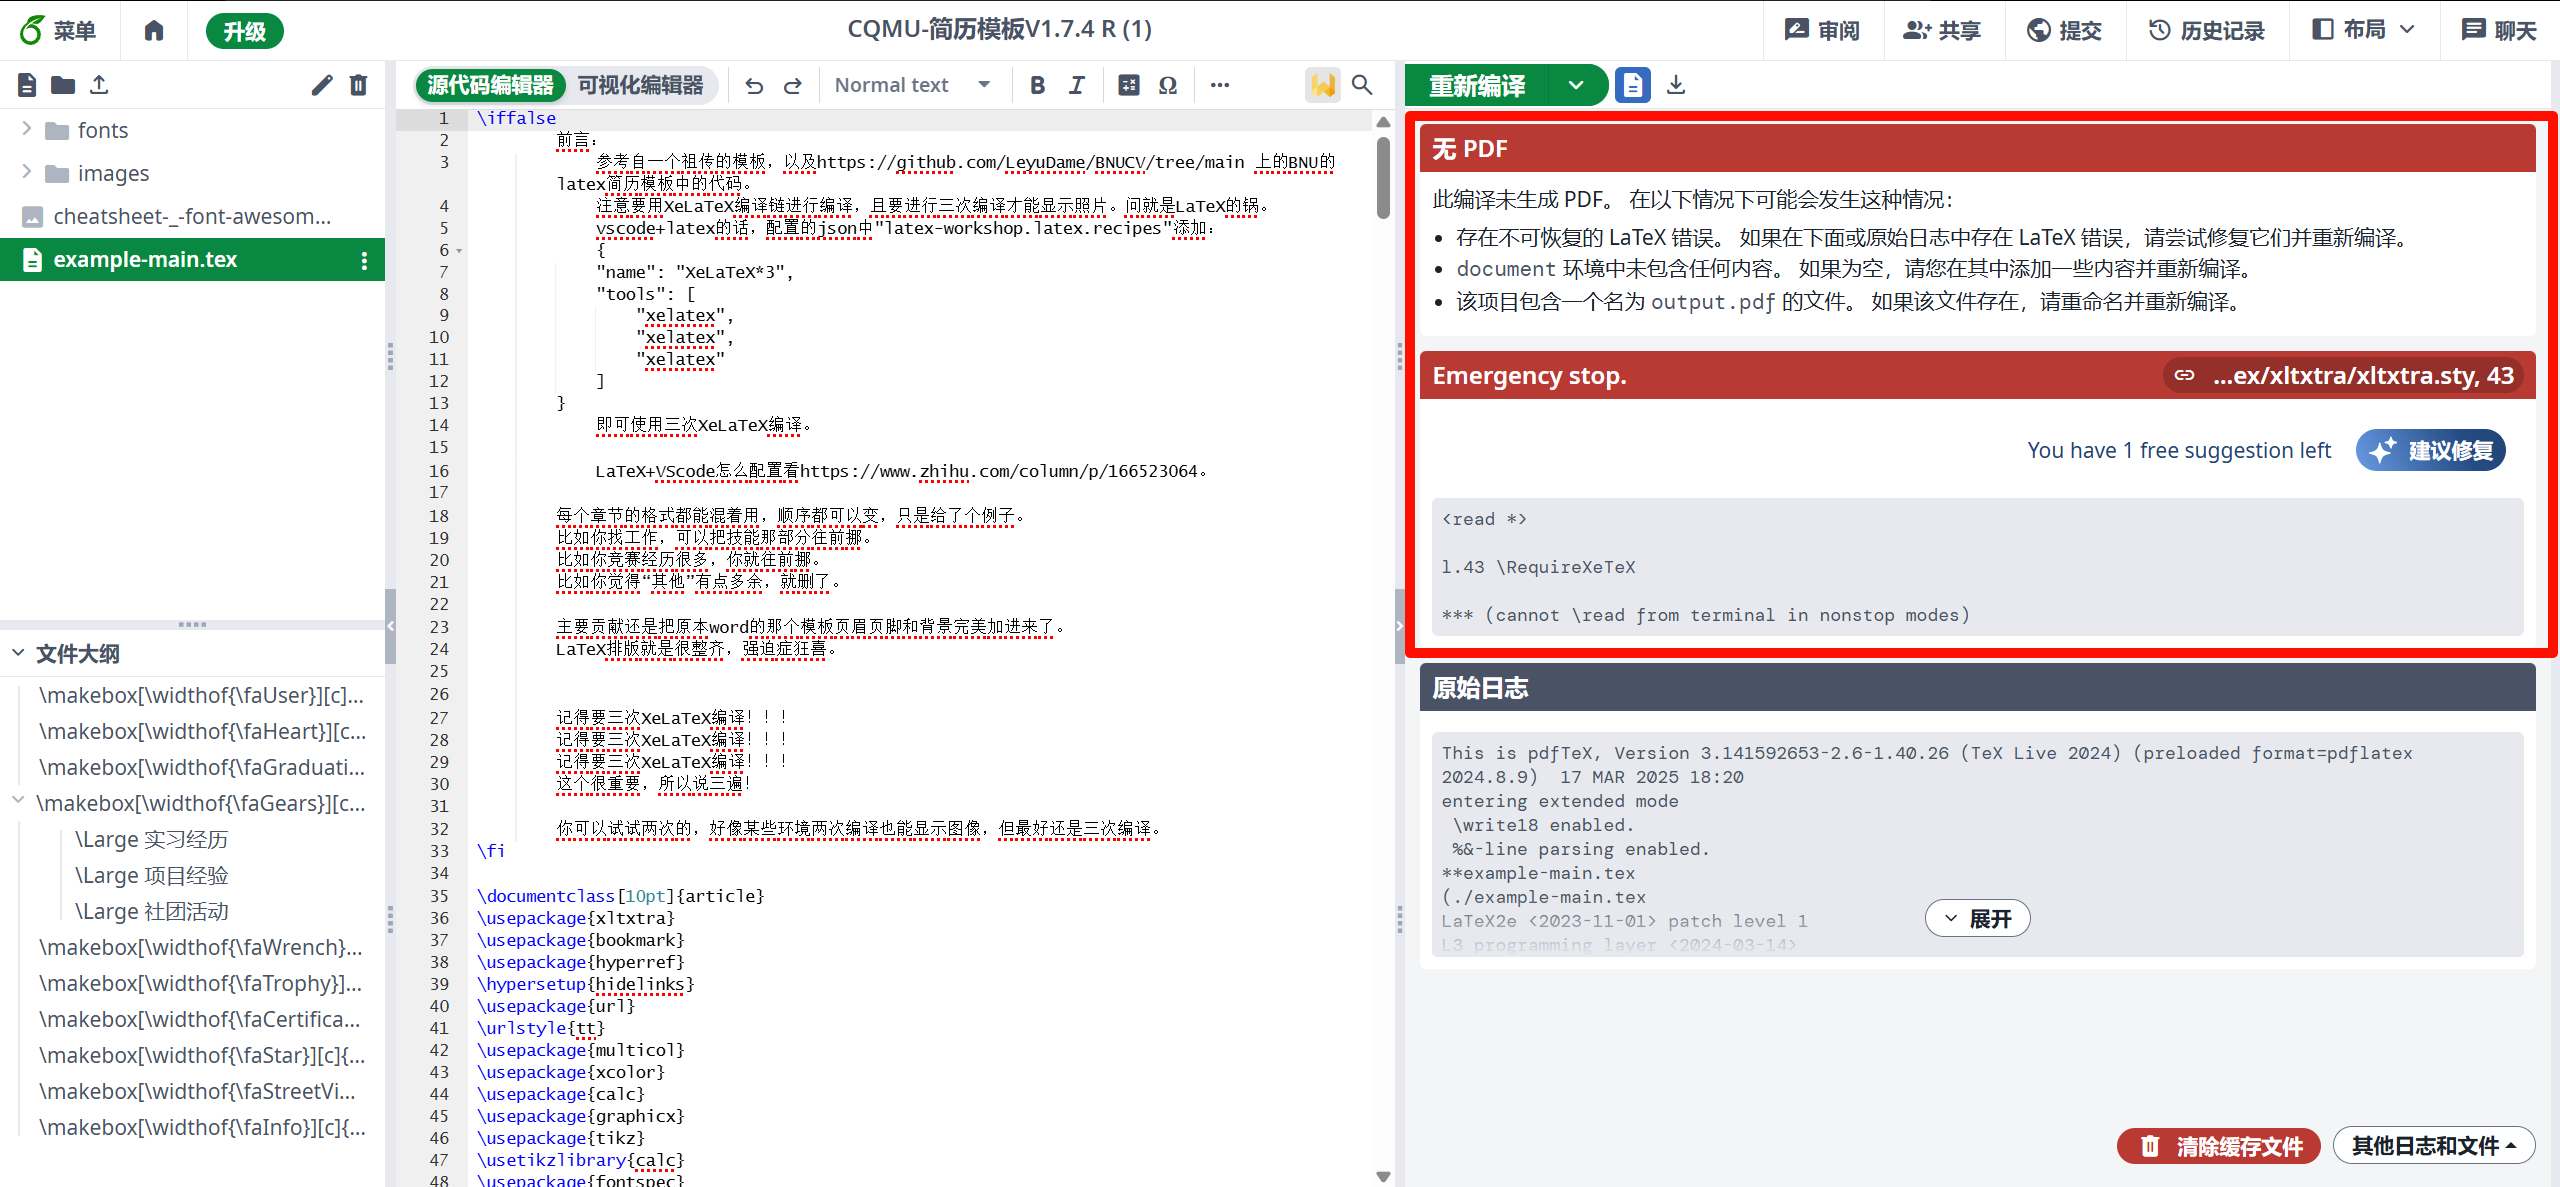 菜单
升级
CQMU-简历模板V1.7.4 R (1)
审阅
共享
提交
历史记录
布局
聊天
源代码编辑器
可视化编辑器
Normal text
B
I
Ω
重新编译
fonts
images
cheatsheet-_-font-awesom...
example-main.tex
文件大纲
\makebox[\widthof{\faUser}][c]...
\makebox[\widthof{\faHeart}][c...
\makebox[\widthof{\faGraduati...
\makebox[\widthof{\faGears}][c...
\Large 实习经历
\Large 项目经验
\Large 社团活动
\makebox[\widthof{\faWrench}...
\makebox[\widthof{\faTrophy}]...
\makebox[\widthof{\faCertifica...
\makebox[\widthof{\faStar}][c]{...
\makebox[\widthof{\faStreetVi...
\makebox[\widthof{\faInfo}][c]{...
1 \iffalse
2 前言：
3 参考自一个祖传的模板，以及https://github.com/LeyuDame/BNUCV/tree/main 上的BNU的
latex简历模板中的代码。
4 注意要用XeLaTeX编译链进行编译，且要进行三次编译才能显示照片。问就是LaTeX的锅。
5 vscode+latex的话，配置的json中"latex-workshop.latex.recipes"添加：
6 {
7 "name": "XeLaTeX*3",
8 "tools": [
9 "xelatex",
10 "xelatex",
11 "xelatex"
12 ]
13 }
14 即可使用三次XeLaTeX编译。
15
16 LaTeX+VScode怎么配置看https://www.zhihu.com/column/p/166523064。
17
18 每个章节的格式都能混着用，顺序都可以变，只是给了个例子。
19 比如你找工作，可以把技能那部分往前挪。
20 比如你竞赛经历很多，你就往前挪。
21 比如你觉得“其他”有点多余，就删了。
22
23 主要贡献还是把原本word的那个模板页眉页脚和背景完美加进来了。
24 LaTeX排版就是很整齐，强迫症狂喜。
25
26
27 记得要三次XeLaTeX编译！！！
28 记得要三次XeLaTeX编译！！！
29 记得要三次XeLaTeX编译！！！
30 这个很重要，所以说三遍！
31
32 你可以试试两次的，好像某些环境两次编译也能显示图像，但最好还是三次编译。
33 \fi
34
35 \documentclass[10pt]{article}
36 \usepackage{xltxtra}
37 \usepackage{bookmark}
38 \usepackage{hyperref}
39 \hypersetup{hidelinks}
40 \usepackage{url}
41 \urlstyle{tt}
42 \usepackage{multicol}
43 \usepackage{xcolor}
44 \usepackage{calc}
45 \usepackage{graphicx}
46 \usepackage{tikz}
47 \usetikzlibrary{calc}
48 \usepackage{fontspec}
无 PDF
此编译未生成 PDF。 在以下情况下可能会发生这种情况：
• 存在不可恢复的 LaTeX 错误。 如果在下面或原始日志中存在 LaTeX 错误，请尝试修复它们并重新编译。
• document 环境中未包含任何内容。 如果为空，请您在其中添加一些内容并重新编译。
• 该项目包含一个名为 output.pdf 的文件。 如果该文件存在，请重命名并重新编译。
Emergency stop.
...ex/xltxtra/xltxtra.sty, 43
You have 1 free suggestion left
建议修复
<read *>
l.43 \RequireXeTeX
*** (cannot \read from terminal in nonstop modes)
原始日志
This is pdfTeX, Version 3.141592653-2.6-1.40.26 (TeX Live 2024) (preloaded format=pdflatex
2024.8.9)  17 MAR 2025 18:20
entering extended mode
\write18 enabled.
%&-line parsing enabled.
**example-main.tex
(./example-main.tex
LaTeX2e <2023-11-01> patch level 1
L3 programming layer <2024-03-14>
展开
清除缓存文件
其他日志和文件